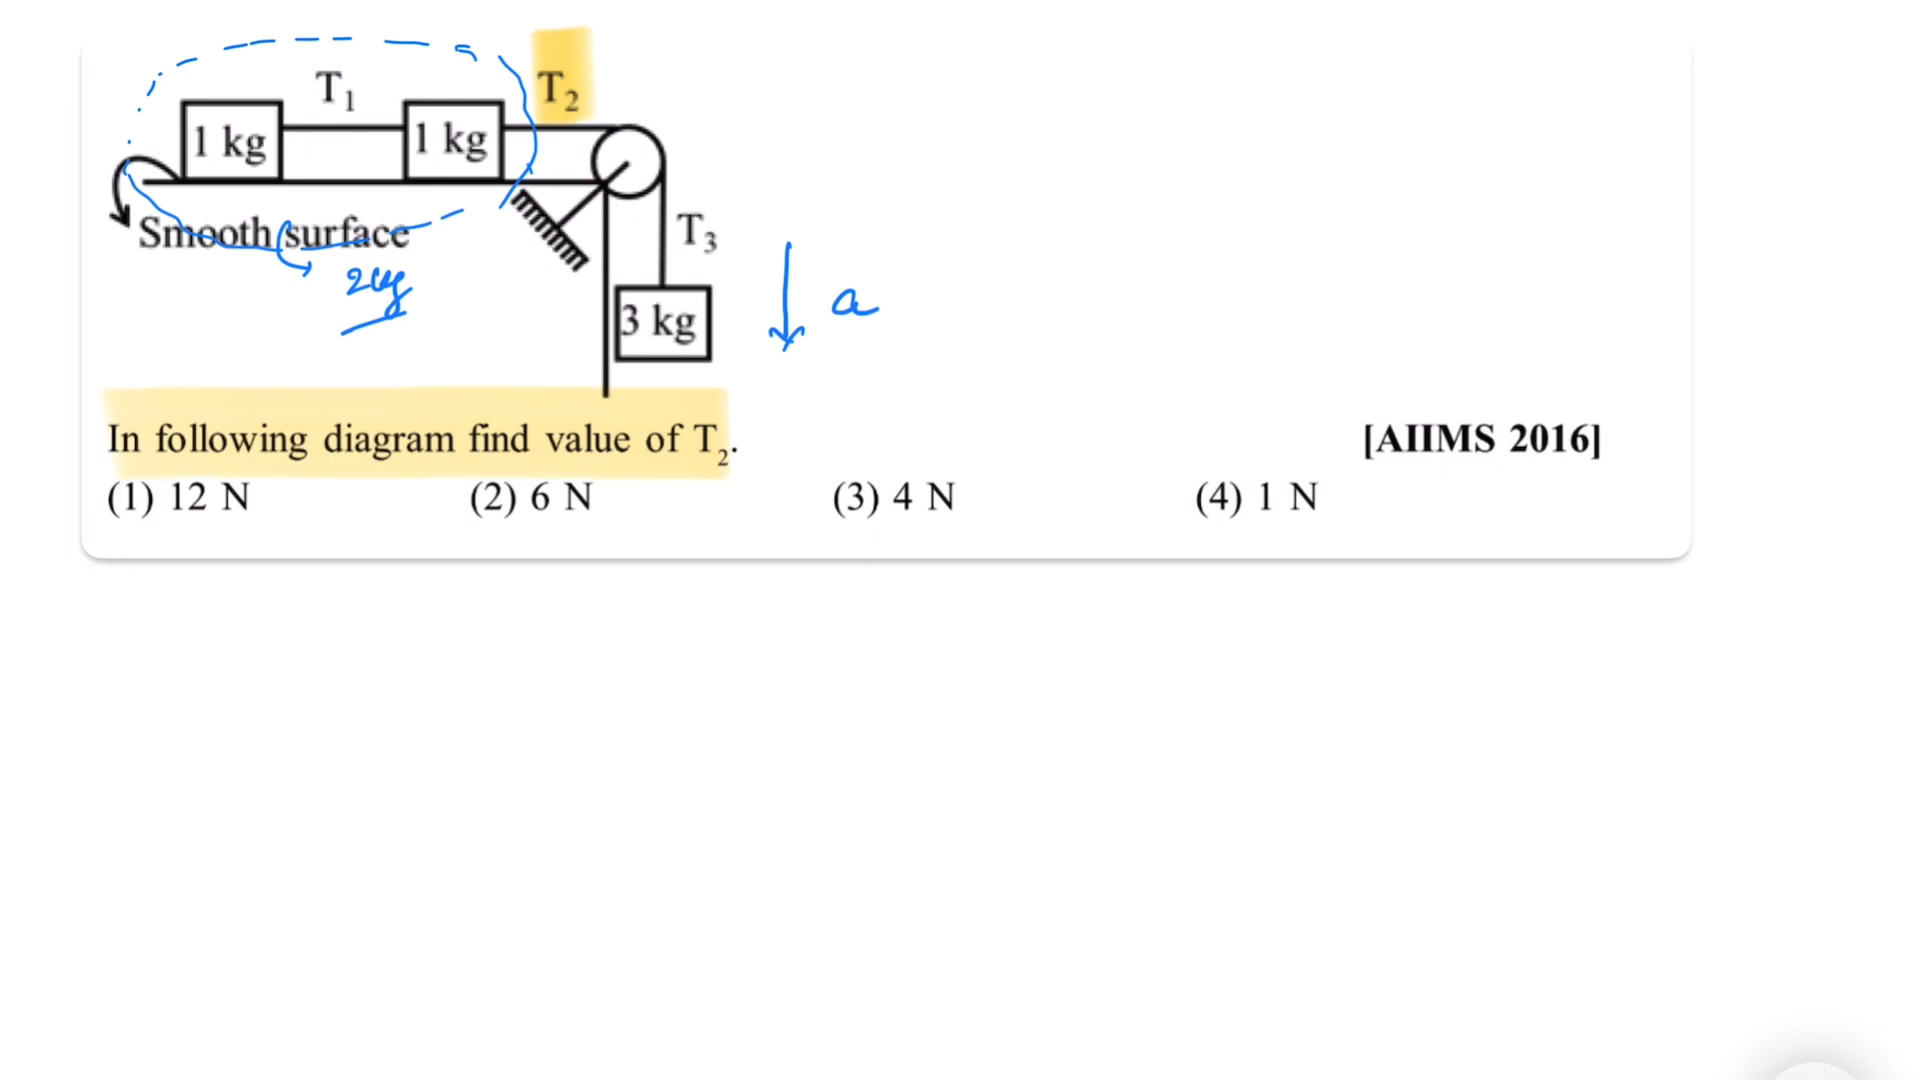 T₁ T₂
1 kg 1 kg
Smooth surface T₃
2kg
3 kg a
In following diagram find value of T₂. [AIIMS 2016]
(1) 12 N (2) 6 N (3) 4 N (4) 1 N